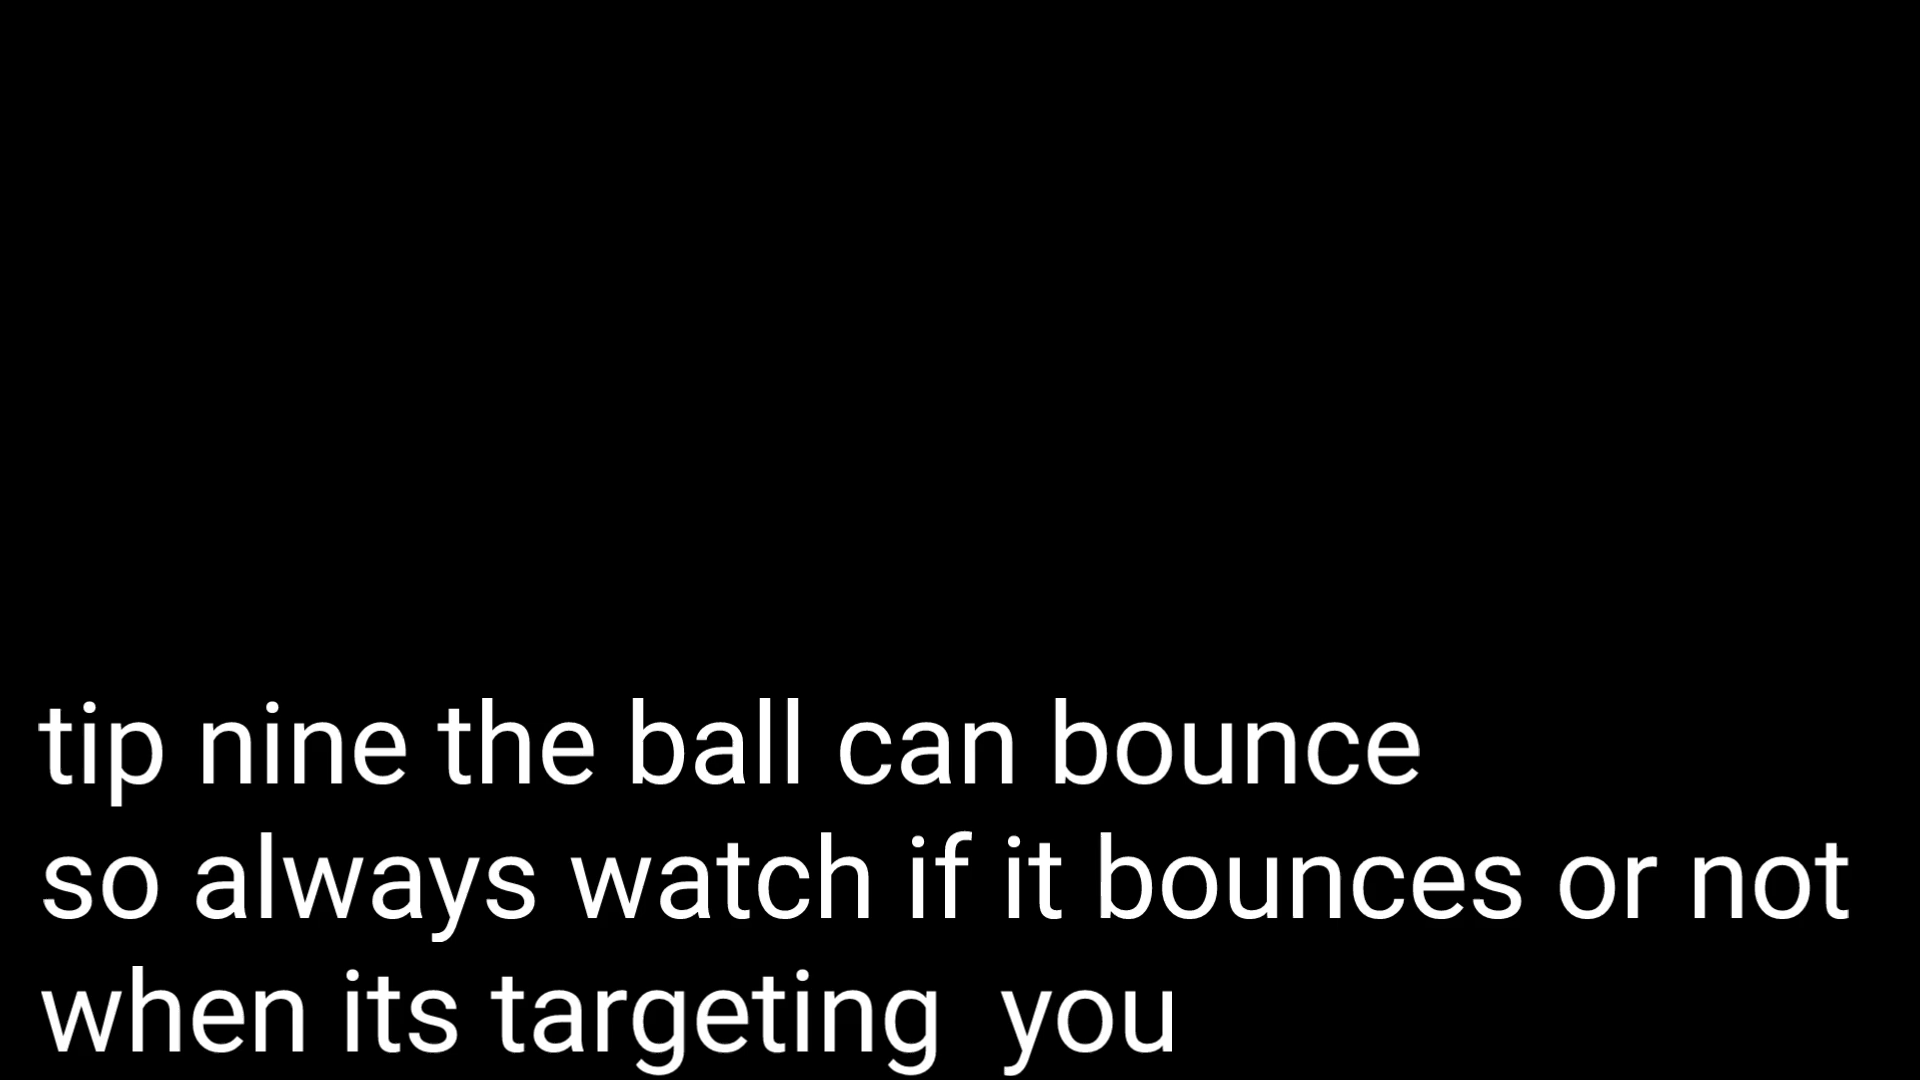 tip nine the ball can bounce
so always watch if it bounces or not
when its targeting  you